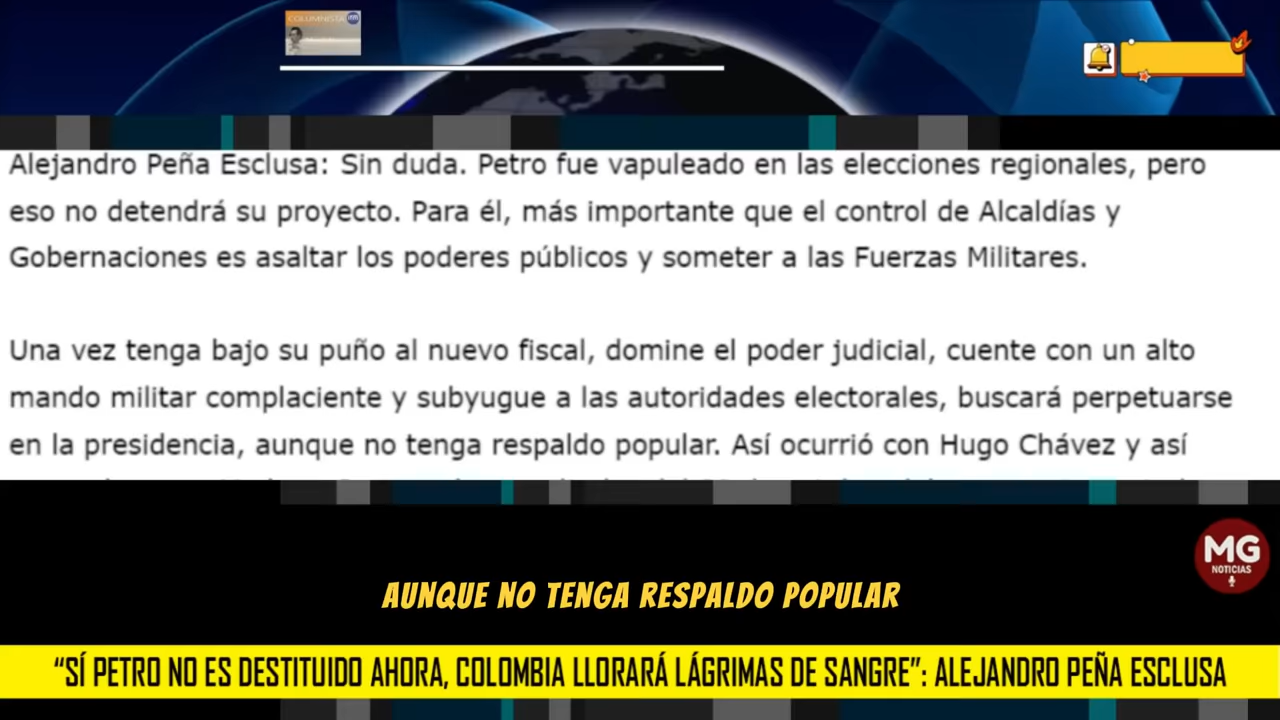 COLUMNISTA
Alejandro Peña Esclusa: Sin duda. Petro fue vapuleado en las elecciones regionales, pero
eso no detendrá su proyecto. Para él, más importante que el control de Alcaldías y
Gobernaciones es asaltar los poderes públicos y someter a las Fuerzas Militares.
Una vez tenga bajo su puño al nuevo fiscal, domine el poder judicial, cuente con un alto
mando militar complaciente y subyugue a las autoridades electorales, buscará perpetuarse
en la presidencia, aunque no tenga respaldo popular. Así ocurrió con Hugo Chávez y así
MG
NOTICIAS
AUNQUE NO TENGA RESPALDO POPULAR
“SÍ PETRO NO ES DESTITUIDO AHORA, COLOMBIA LLORARÁ LÁGRIMAS DE SANGRE”: ALEJANDRO PEÑA ESCLUSA